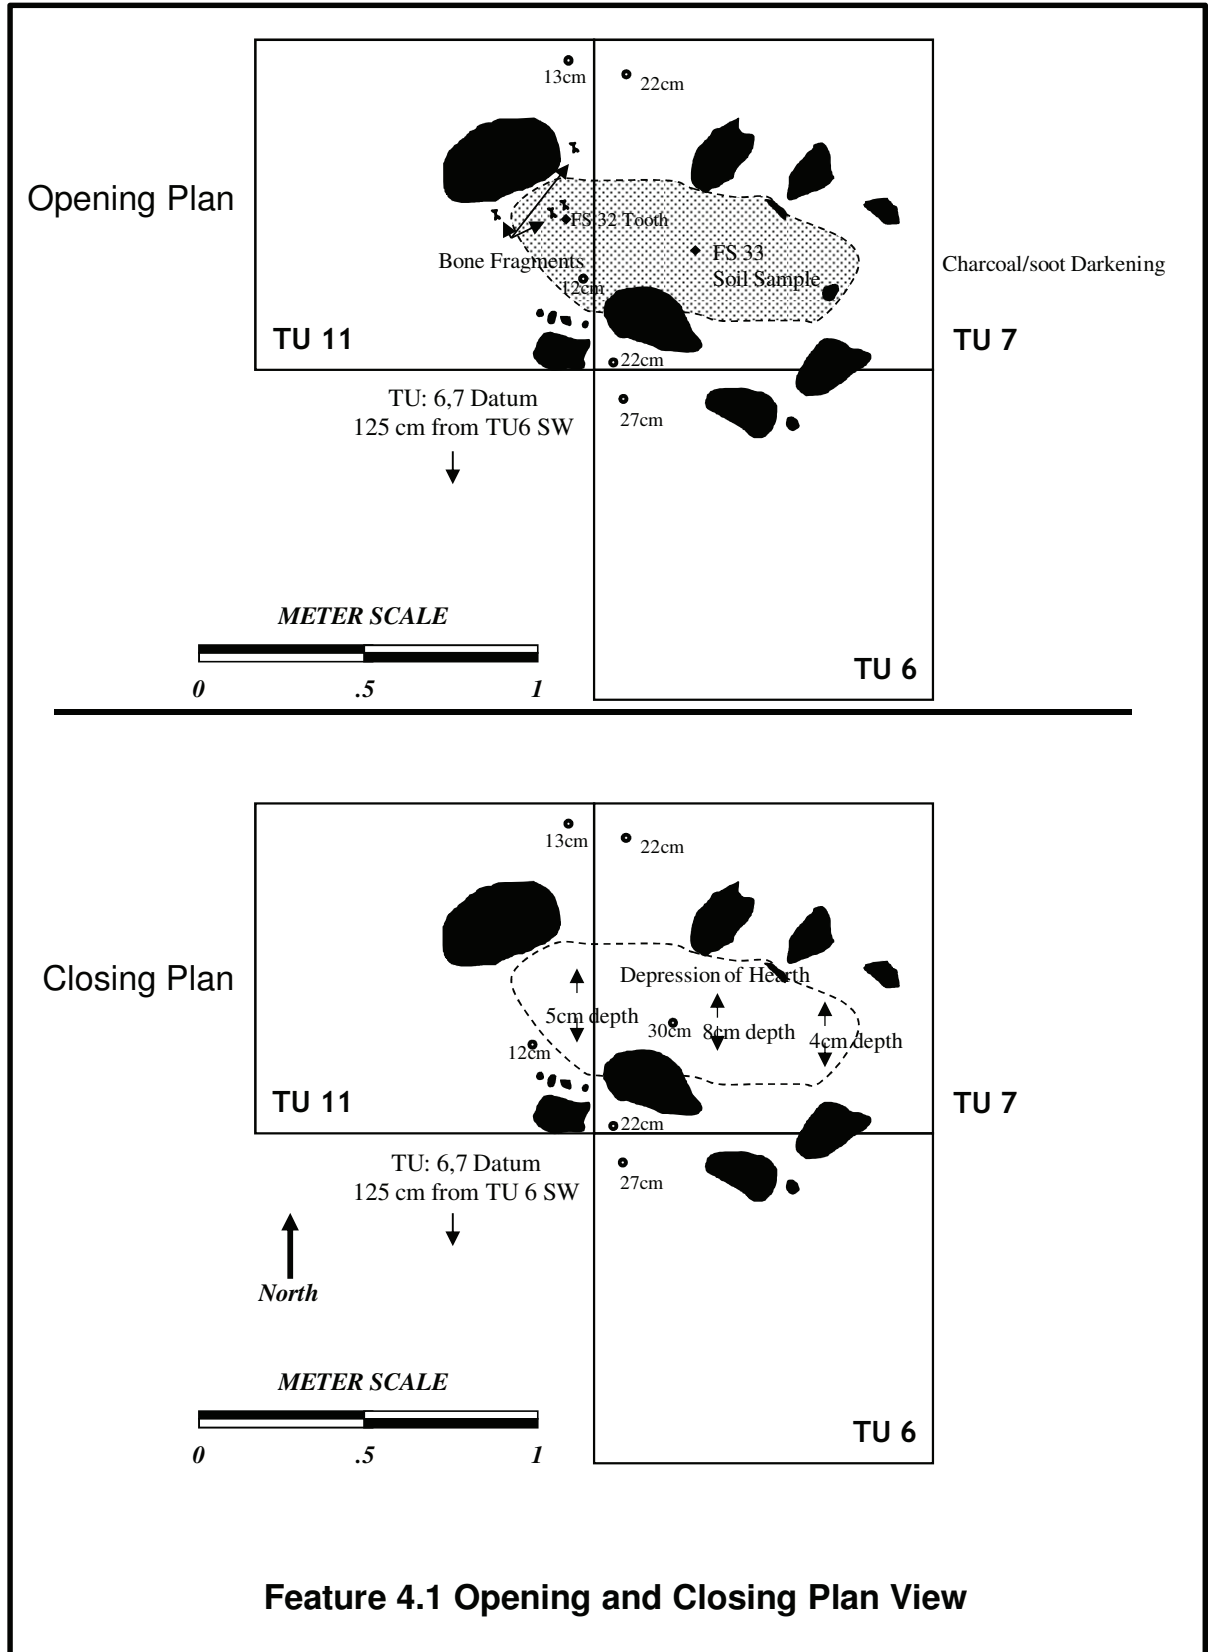 13cm
22cm
Opening Plan
FS 32 Tooth
Bone Fragments
FS 33
Soil Sample
Charcoal/soot Darkening
12cm
TU 11
TU 7
22cm
TU: 6,7 Datum
125 cm from TU6 SW
27cm
METER SCALE
0 .5 1
TU 6
13cm
22cm
Closing Plan
Depression of Hearth
5cm depth
30cm
8cm depth
4cm depth
12cm
TU 11
TU 7
22cm
TU: 6,7 Datum
125 cm from TU 6 SW
27cm
North
METER SCALE
0 .5 1
TU 6
Feature 4.1 Opening and Closing Plan View